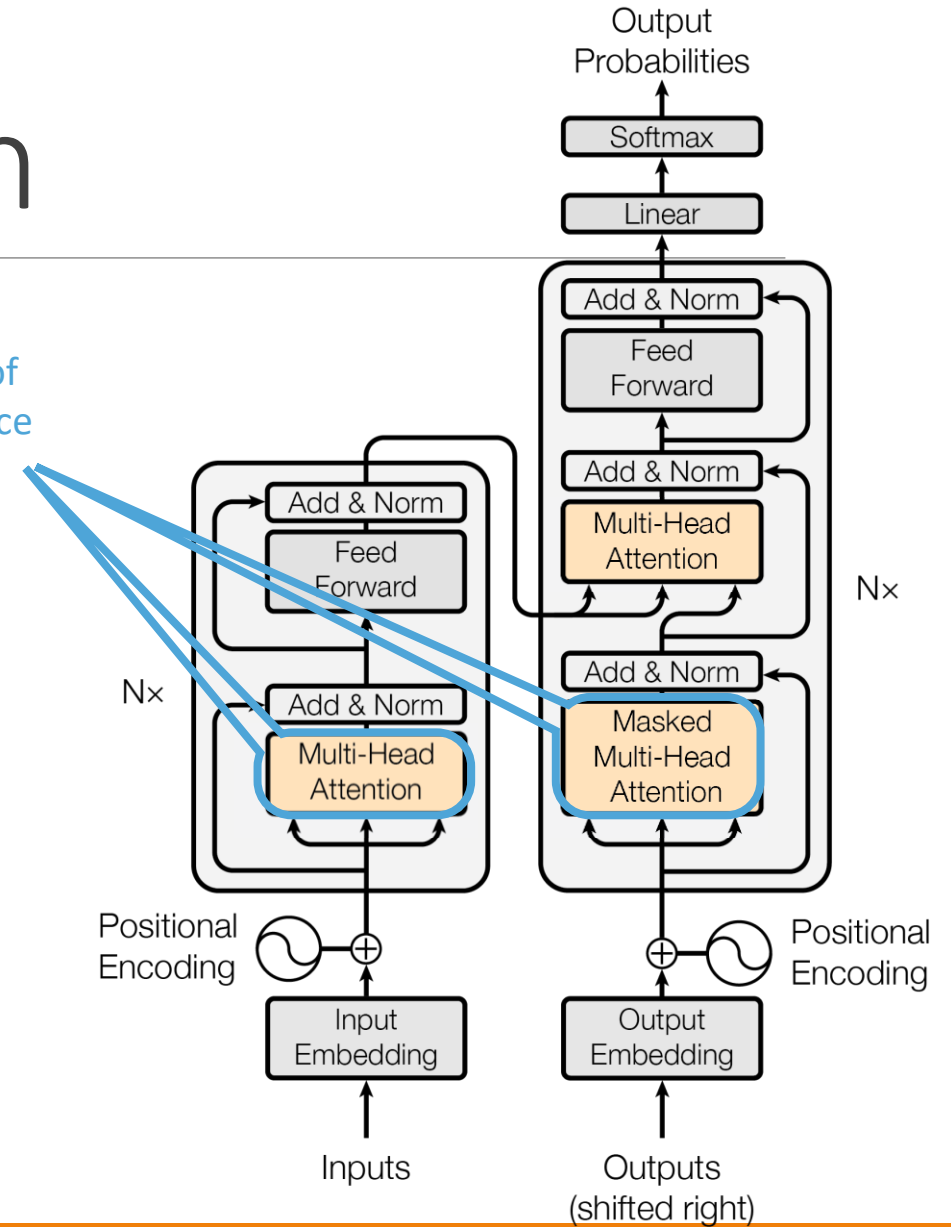 n
of
ce
Output
Probabilities
Softmax
Linear
Add & Norm
Feed
Forward
Add & Norm
Multi-Head
Attention
Nx
Add & Norm
Masked
Multi-Head
Attention
Add & Norm
Feed
Forward
Nx
Add & Norm
Multi-Head
Attention
Positional
Encoding
Positional
Encoding
Input
Embedding
Output
Embedding
Inputs
Outputs
(shifted right)